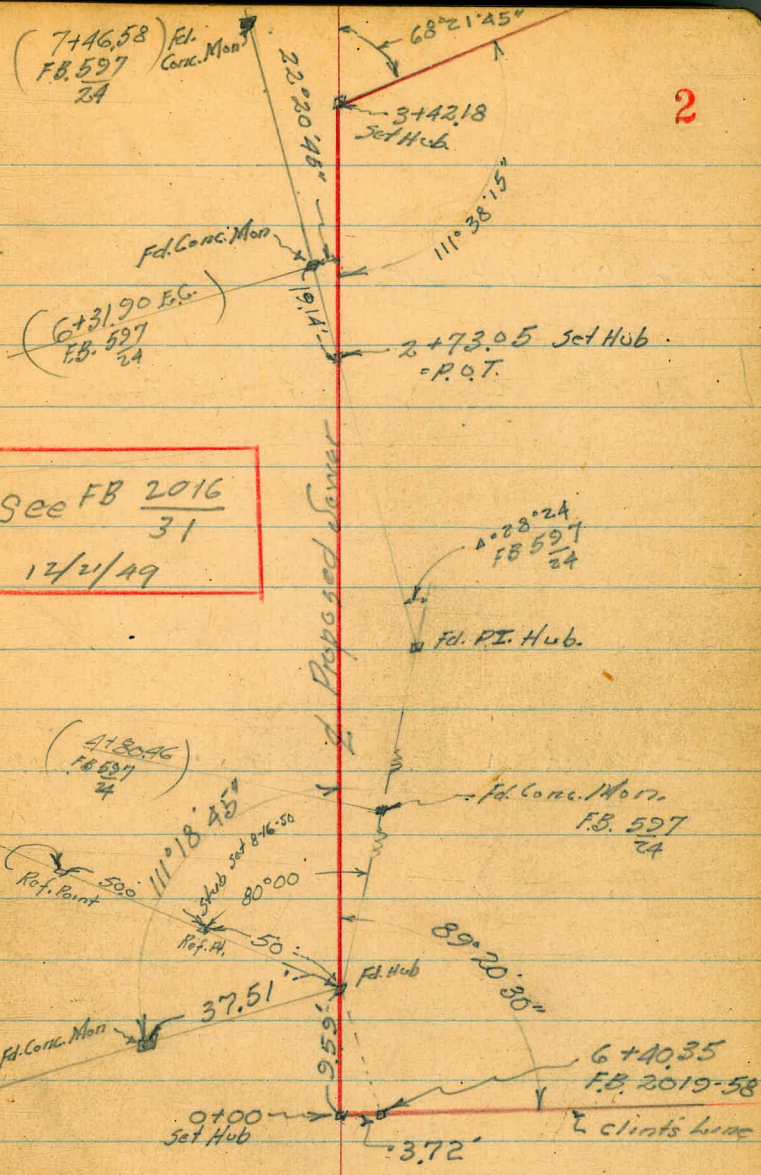 2
(7+46.58)
F.B. 597
24
Fd.
Conc. Mon.
68°21'45"
22°20'48"
3+42.18
Set Hub.
111°38'15"
Fd. Conc. Mon
19.14'
(6+31.90 E.C.)
F.B. 597
24
2+73.05 Set Hub
= P.O.T.
See FB 2016
31
12/21/49
℄ Proposed Sewer
28°24
FB 597
24
Fd. P.I. Hub.
(4+80.46)
F.B. 597
24
111°18'45"
Fd. Conc. Mon.
F.B. 597
24
Stub set 8-16-50
80°00'
50.0'
Ref. Point
50
Ref. Pt.
89°20'30"
Fd. Hub
37.51'
Fd. Conc. Mon
9.59'
6+40.35
F.B. 2019-58
0+00
Set Hub
℄ Clint's Line
3.72'